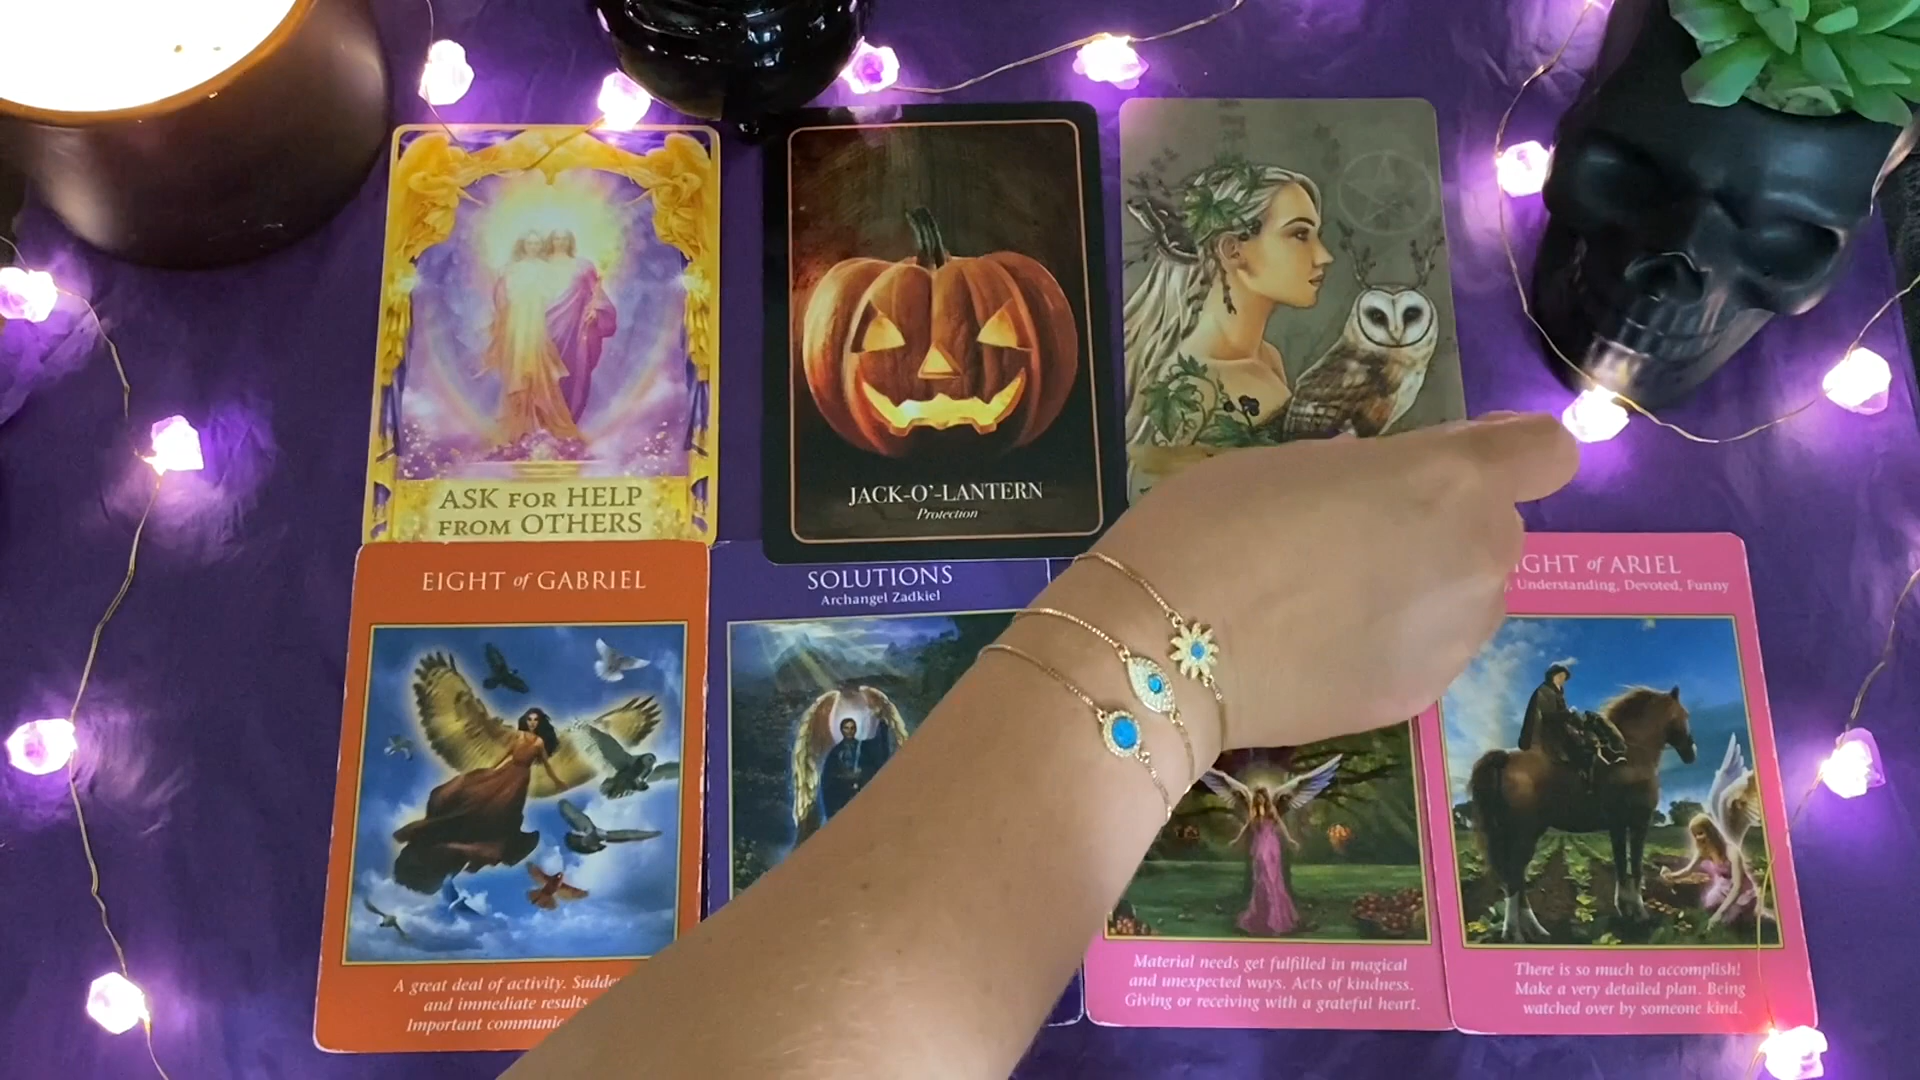 ASK FOR HELP
FROM OTHERS
JACK-O'-LANTERN
Protection
EIGHT of GABRIEL
SOLUTIONS
Archangel Zadkiel
of ARIEL
Understanding, Devoted, Funny
A great deal of activity.
and immediate results
Important
Material needs get fulfilled in magical
and unexpected ways. Acts of kindness.
Giving or receiving with a grateful heart.
There is so much to accomplish!
Make a very detailed plan. Being
watched over by someone kind.